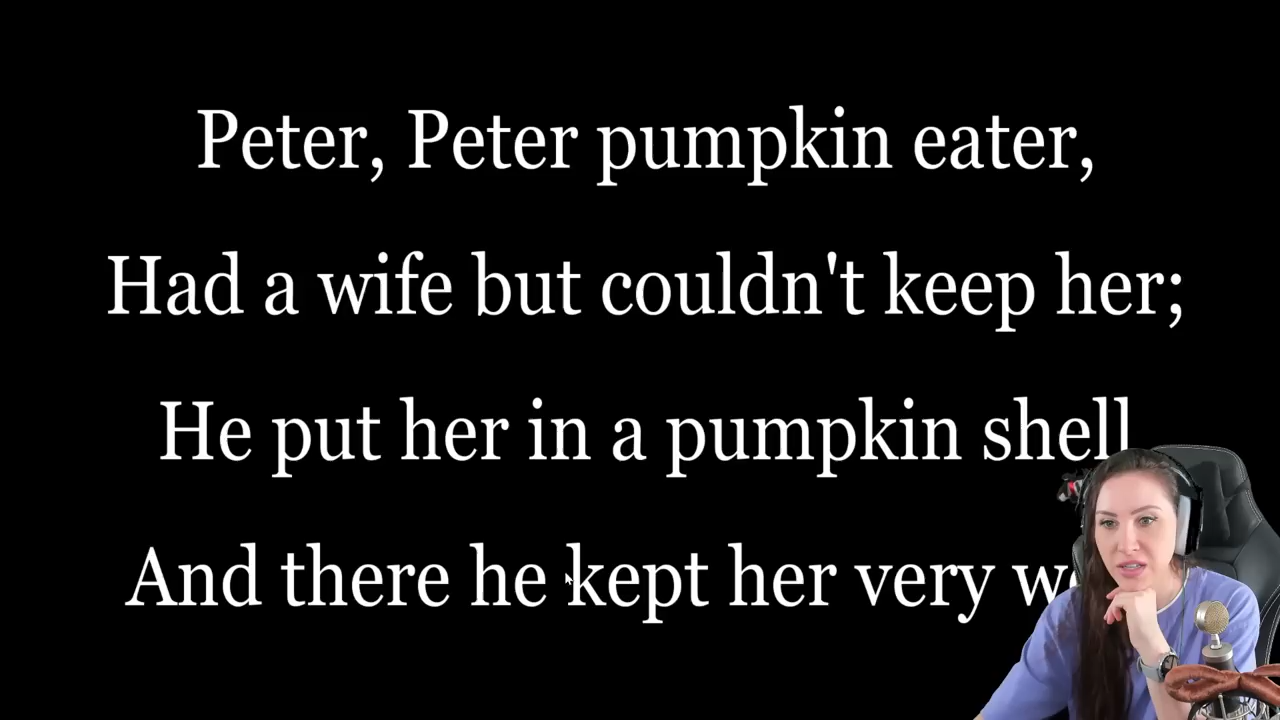 Peter, Peter pumpkin eater,
Had a wife but couldn't keep her;
He put her in a pumpkin shell
And there he kept her very